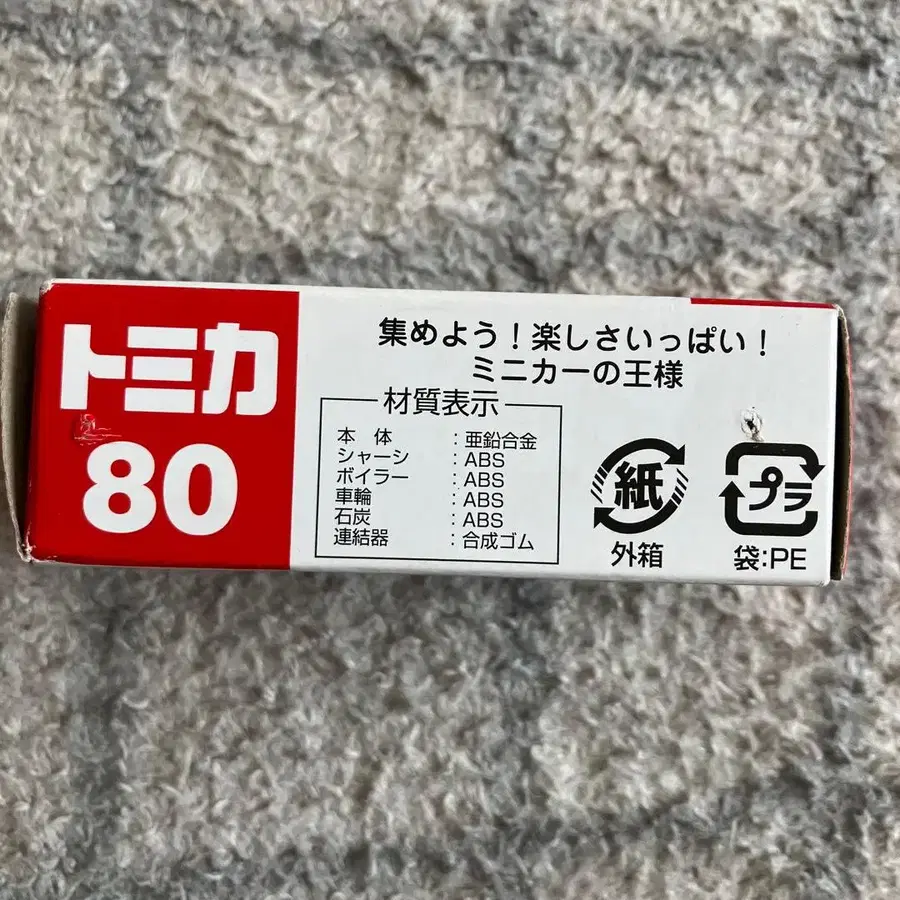 トミカ
80
集めよう!楽しさいっぱい!
ミニカーの王様
材質表示
本 体 :亜鉛合金
シャーシ :ABS
ボイラー :ABS
車輪 :ABS
石炭 :ABS
連結器 :合成ゴム
紙
外箱
プラ
袋:PE